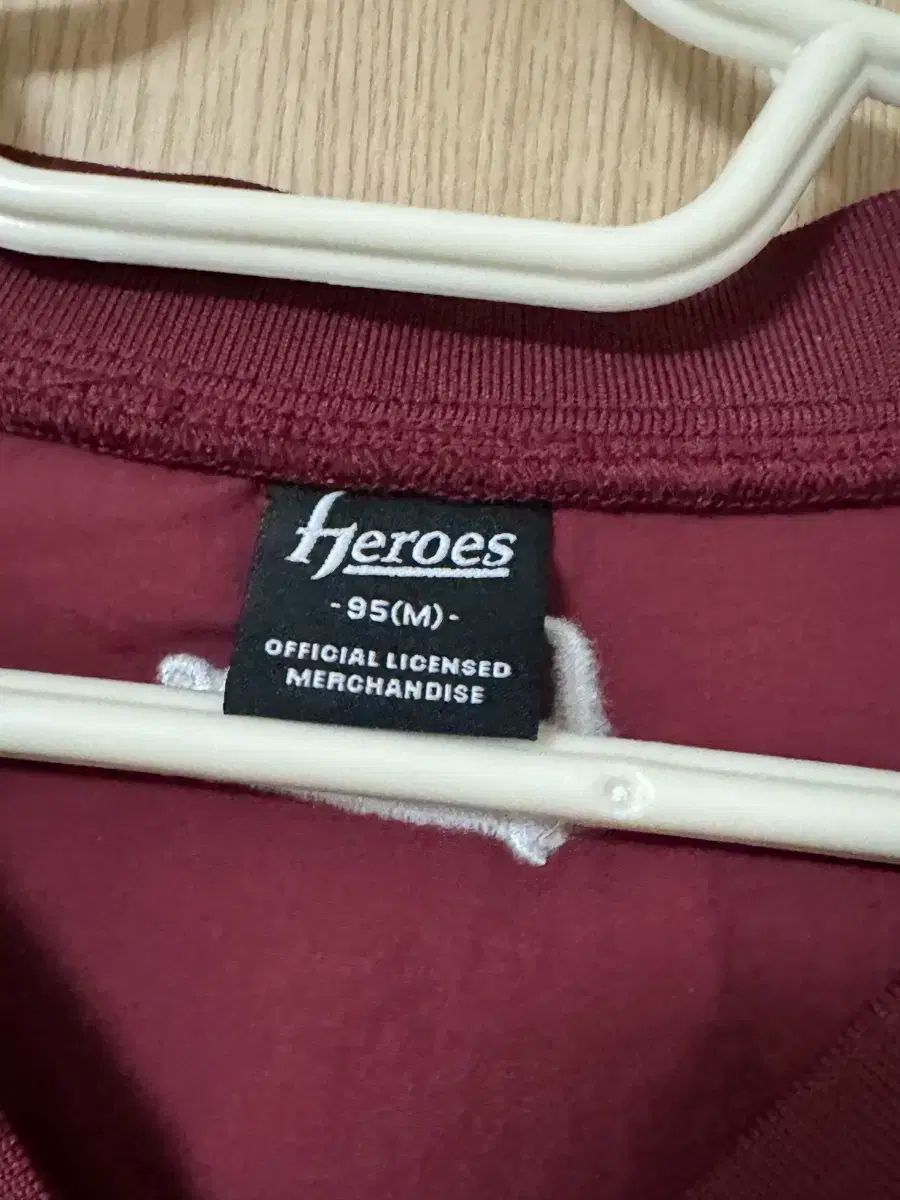 Heroes
-95(M)-
OFFICIAL LICENSED
MERCHANDISE